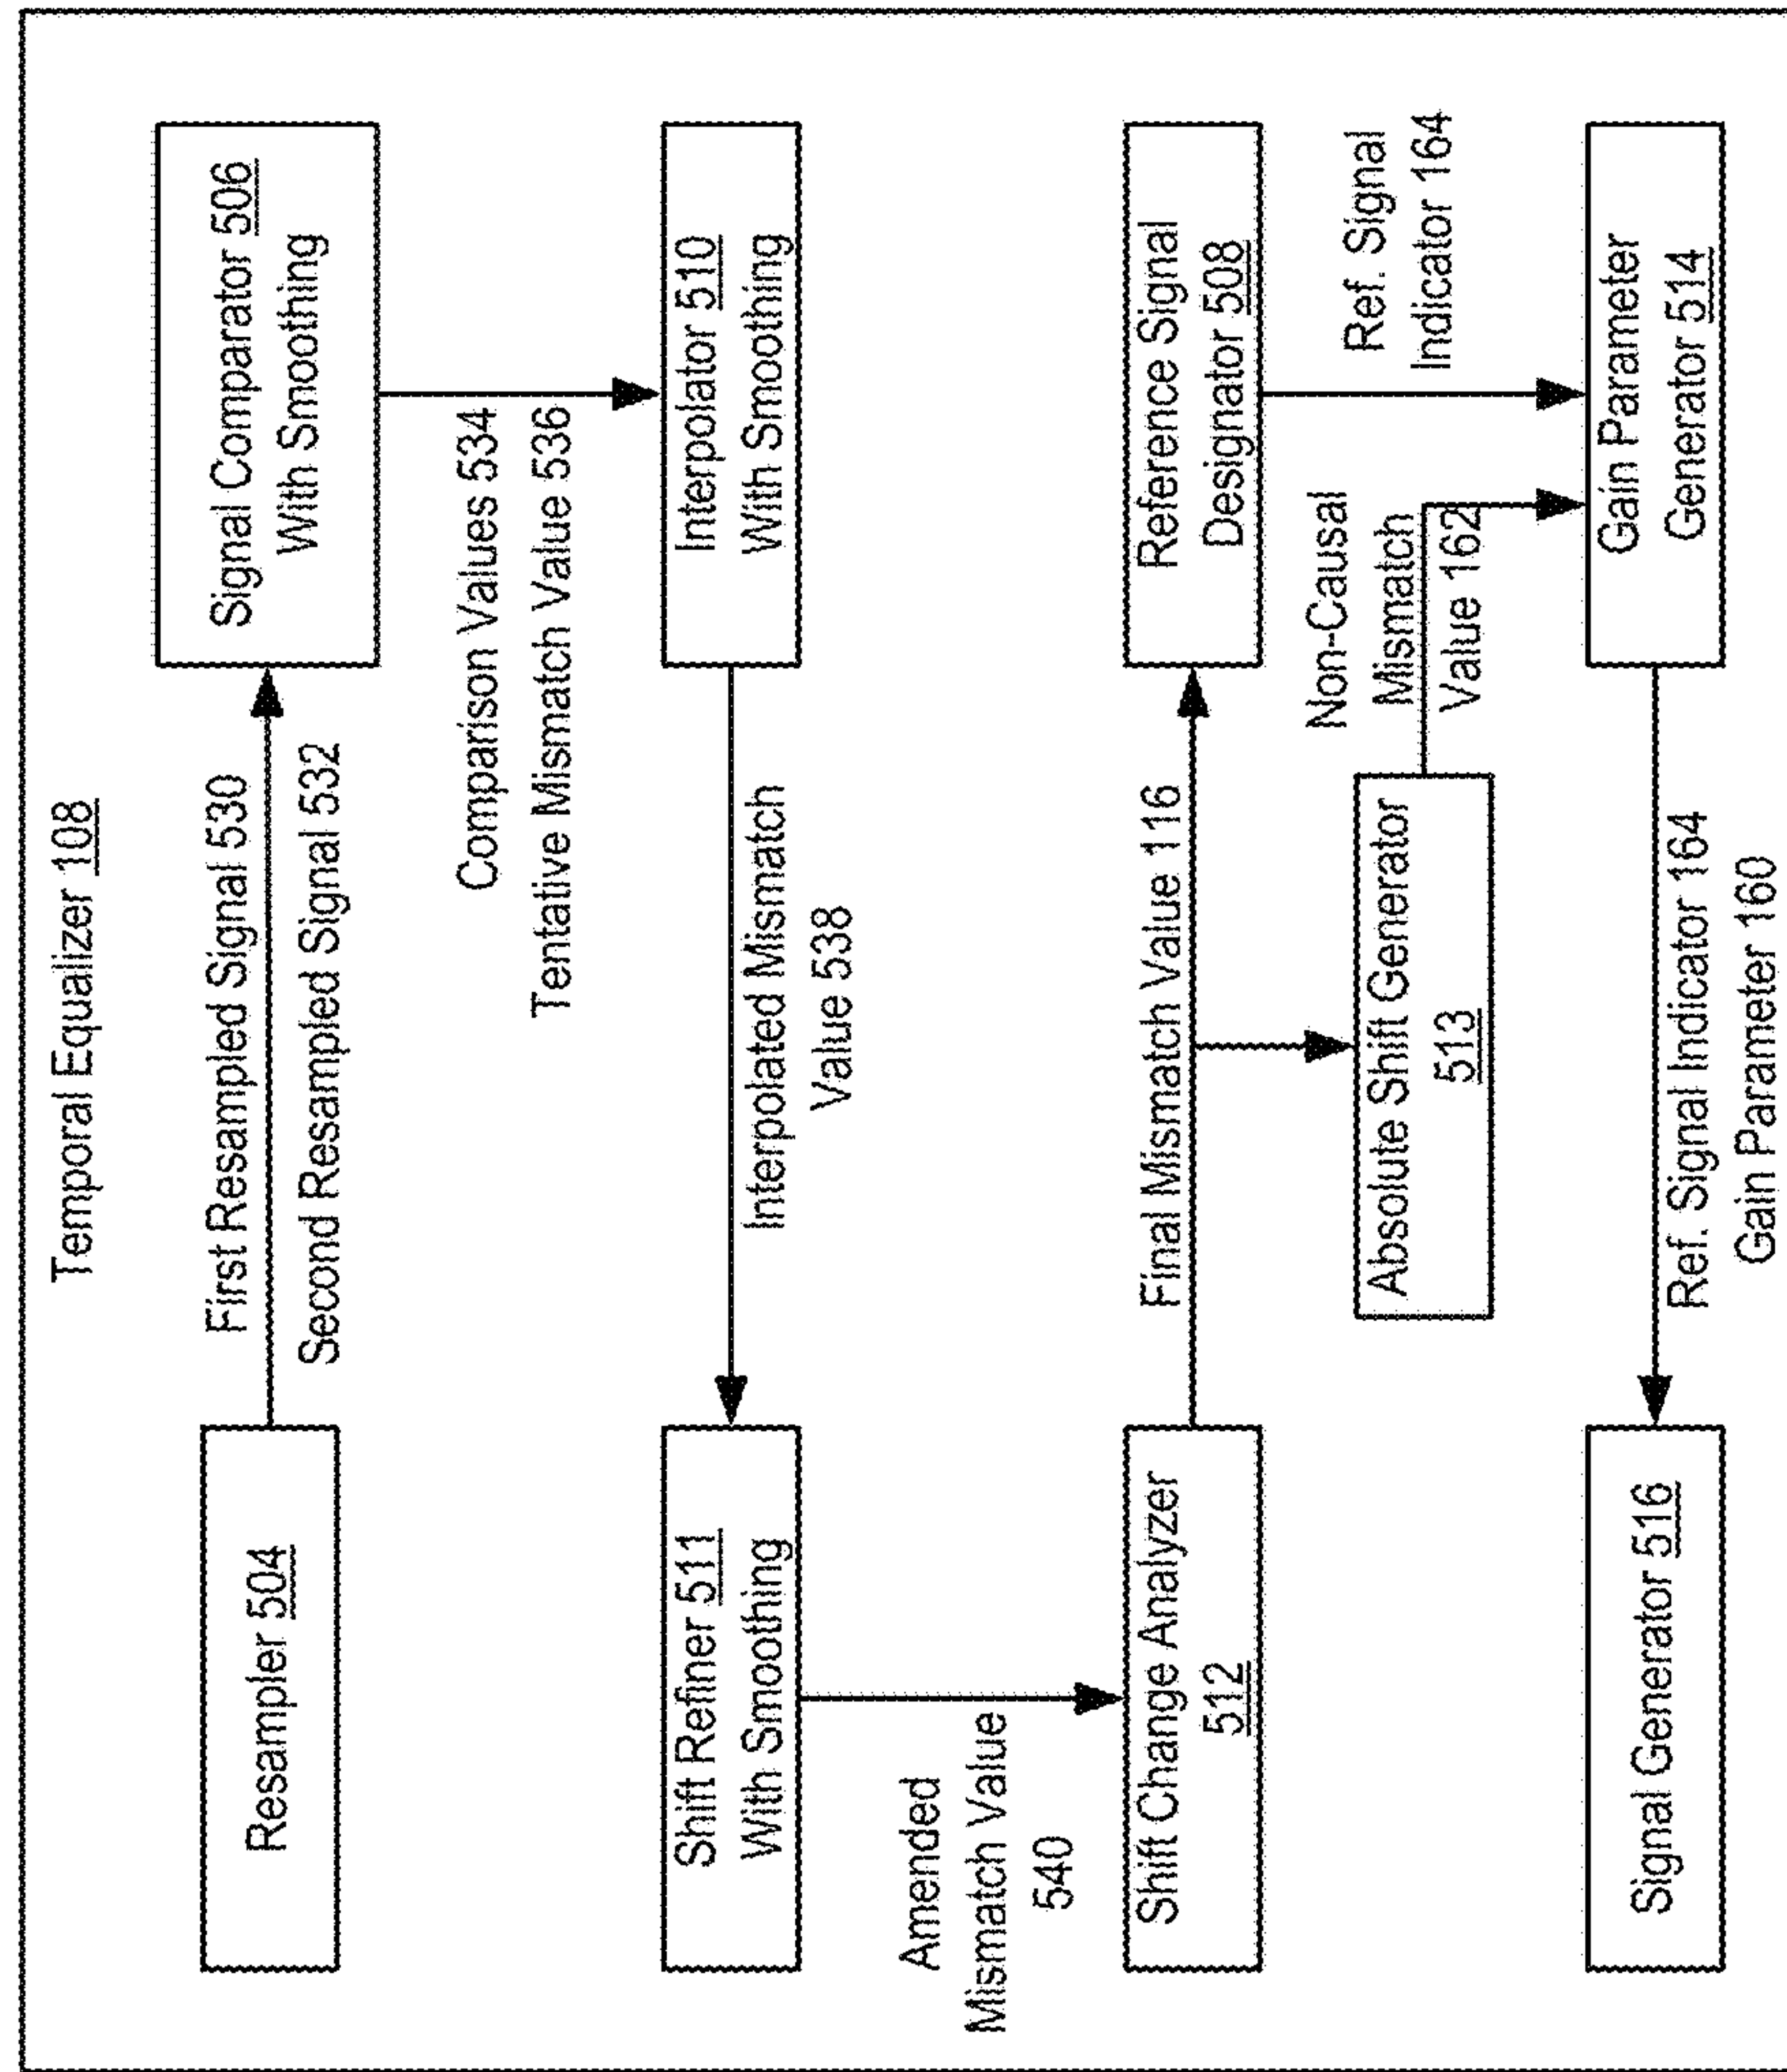 Temporal Equalizer 108
Resampler 504
First Resampled Signal 530
Second Resampled Signal 532
Signal Comparator 506
With Smoothing
Comparison Values 534
Tentative Mismatch Value 536
Shift Refiner 511
With Smoothing
Interpolated Mismatch
Value 538
Interpolator 510
With Smoothing
Amended
Mismatch Value
540
Shift Change Analyzer
512
Final Mismatch Value 116
Reference Signal
Designator 508
Absolute Shift Generator
513
Non-Causal
Mismatch
Value 162
Ref. Signal
Indicator 164
Signal Generator 516
Ref. Signal Indicator 164
Gain Parameter 160
Gain Parameter
Generator 514